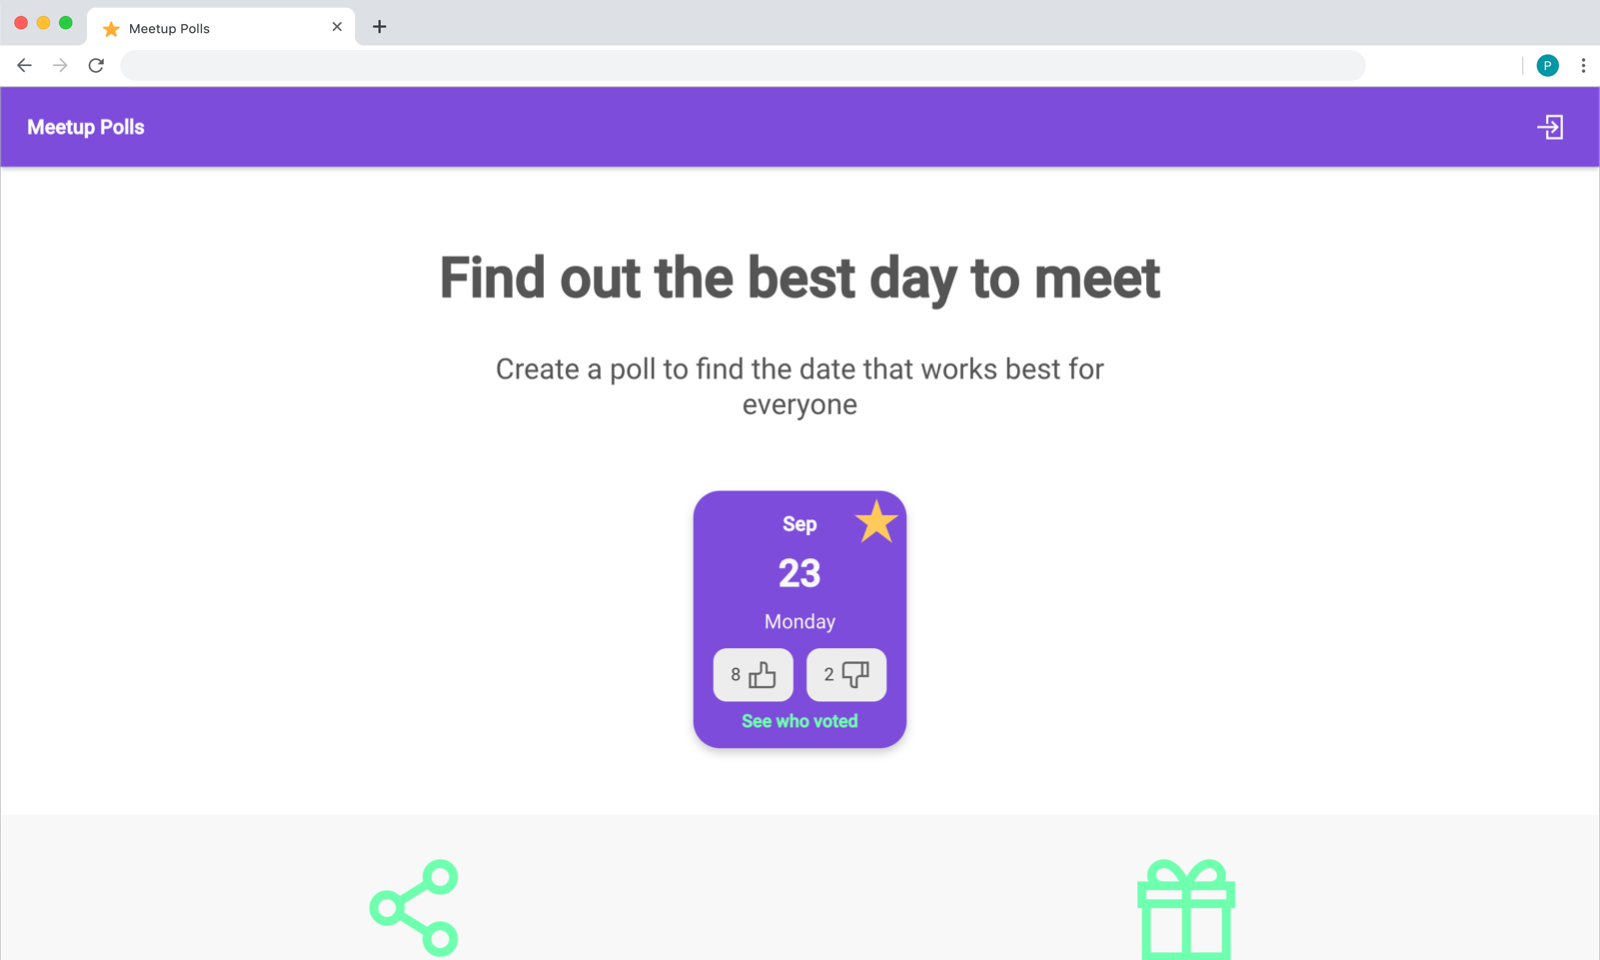 Meetup Polls
P
Meetup Polls
Find out the best day to meet
Create a poll to find the date that works best for
everyone
Sep
23
Monday
8 2
See who voted